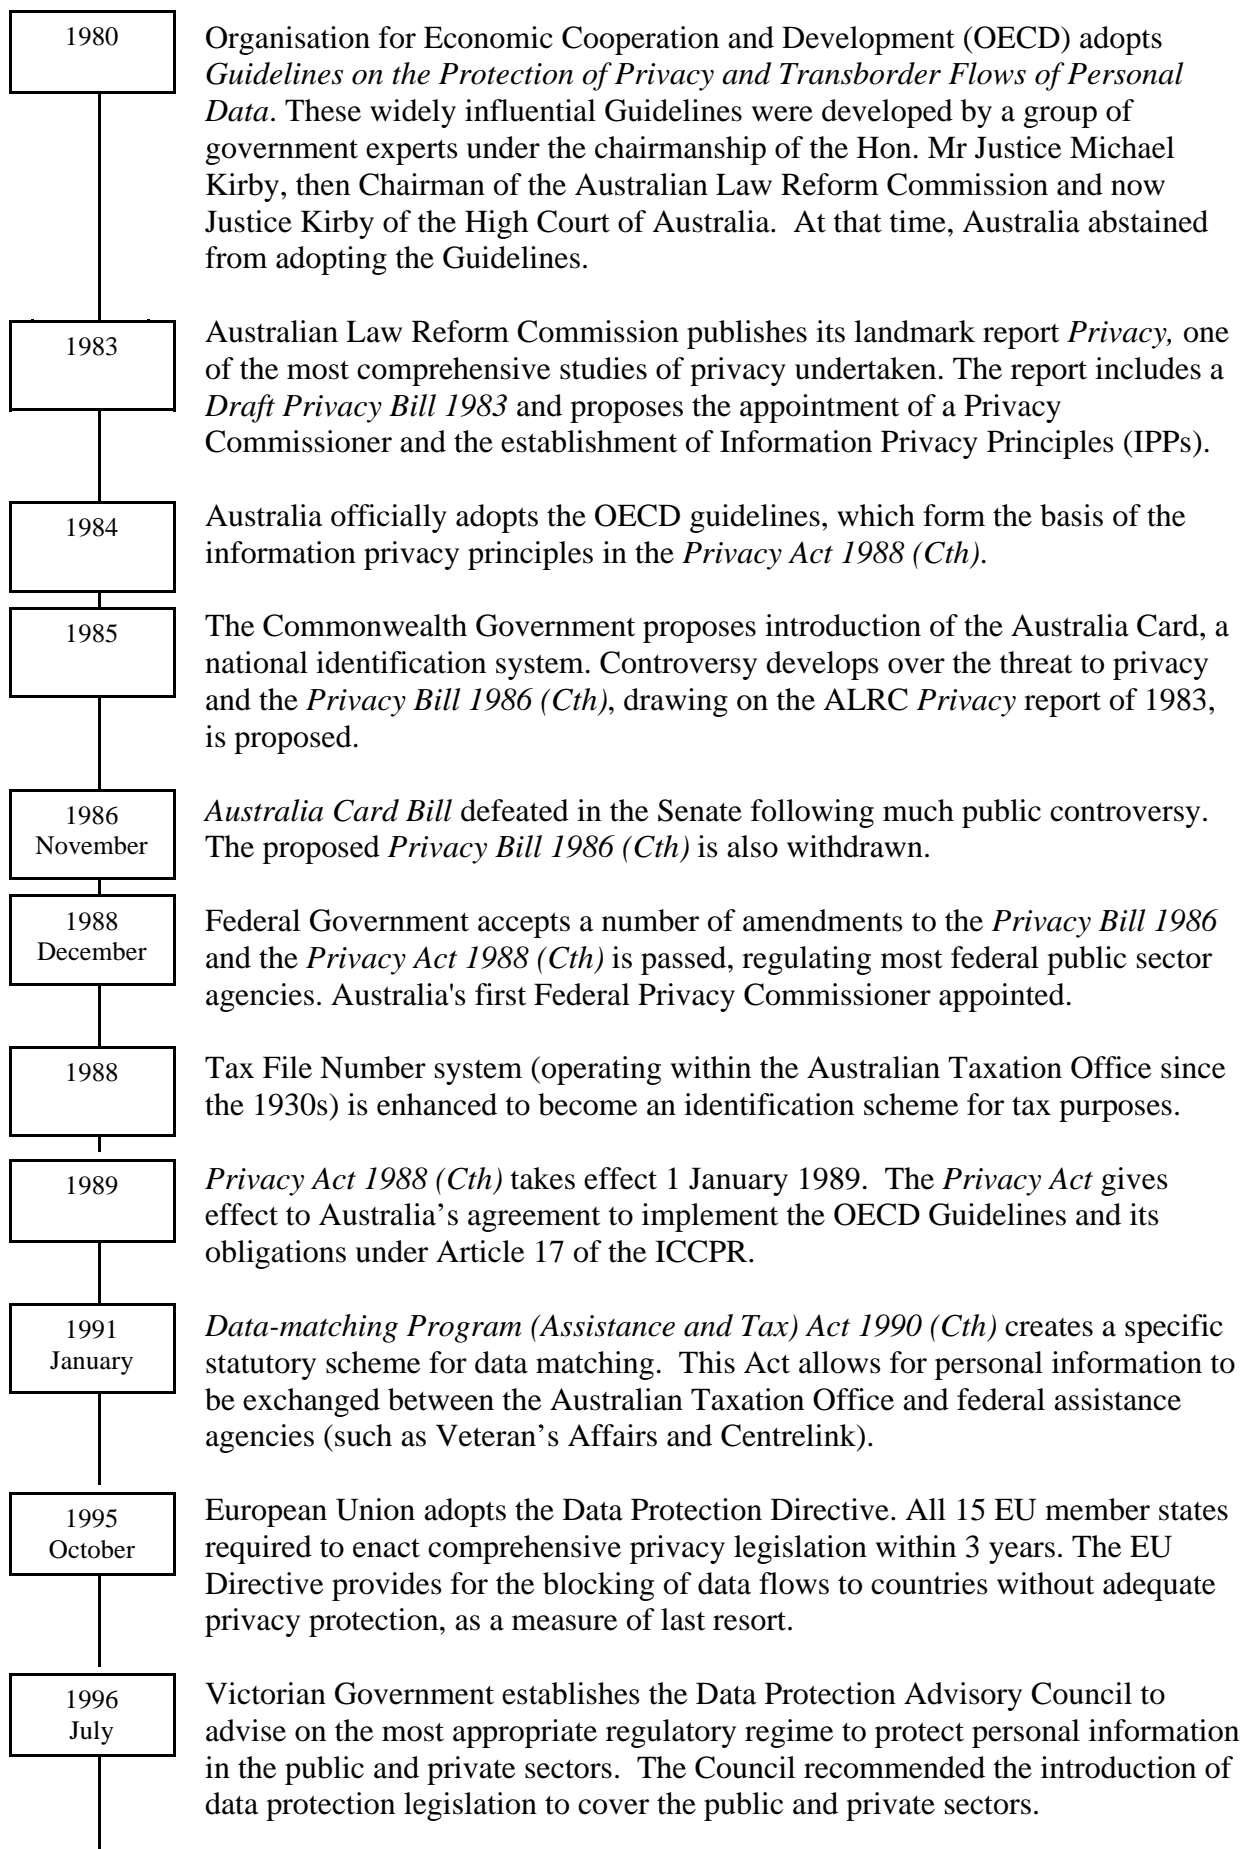 1980
Organisation for Economic Cooperation and Development (OECD) adopts
Guidelines on the Protection of Privacy and Transborder Flows of Personal
Data. These widely influential Guidelines were developed by a group of
government experts under the chairmanship of the Hon. Mr Justice Michael
Kirby, then Chairman of the Australian Law Reform Commission and now
Justice Kirby of the High Court of Australia.  At that time, Australia abstained
from adopting the Guidelines.
1983
Australian Law Reform Commission publishes its landmark report Privacy, one
of the most comprehensive studies of privacy undertaken. The report includes a
Draft Privacy Bill 1983 and proposes the appointment of a Privacy
Commissioner and the establishment of Information Privacy Principles (IPPs).
1984
Australia officially adopts the OECD guidelines, which form the basis of the
information privacy principles in the Privacy Act 1988 (Cth).
1985
The Commonwealth Government proposes introduction of the Australia Card, a
national identification system. Controversy develops over the threat to privacy
and the Privacy Bill 1986 (Cth), drawing on the ALRC Privacy report of 1983,
is proposed.
1986
November
Australia Card Bill defeated in the Senate following much public controversy.
The proposed Privacy Bill 1986 (Cth) is also withdrawn.
1988
December
Federal Government accepts a number of amendments to the Privacy Bill 1986
and the Privacy Act 1988 (Cth) is passed, regulating most federal public sector
agencies. Australia's first Federal Privacy Commissioner appointed.
1988
Tax File Number system (operating within the Australian Taxation Office since
the 1930s) is enhanced to become an identification scheme for tax purposes.
1989
Privacy Act 1988 (Cth) takes effect 1 January 1989.  The Privacy Act gives
effect to Australia’s agreement to implement the OECD Guidelines and its
obligations under Article 17 of the ICCPR.
1991
January
Data-matching Program (Assistance and Tax) Act 1990 (Cth) creates a specific
statutory scheme for data matching.  This Act allows for personal information to
be exchanged between the Australian Taxation Office and federal assistance
agencies (such as Veteran’s Affairs and Centrelink).
1995
October
European Union adopts the Data Protection Directive. All 15 EU member states
required to enact comprehensive privacy legislation within 3 years. The EU
Directive provides for the blocking of data flows to countries without adequate
privacy protection, as a measure of last resort.
1996
July
Victorian Government establishes the Data Protection Advisory Council to
advise on the most appropriate regulatory regime to protect personal information
in the public and private sectors.  The Council recommended the introduction of
data protection legislation to cover the public and private sectors.